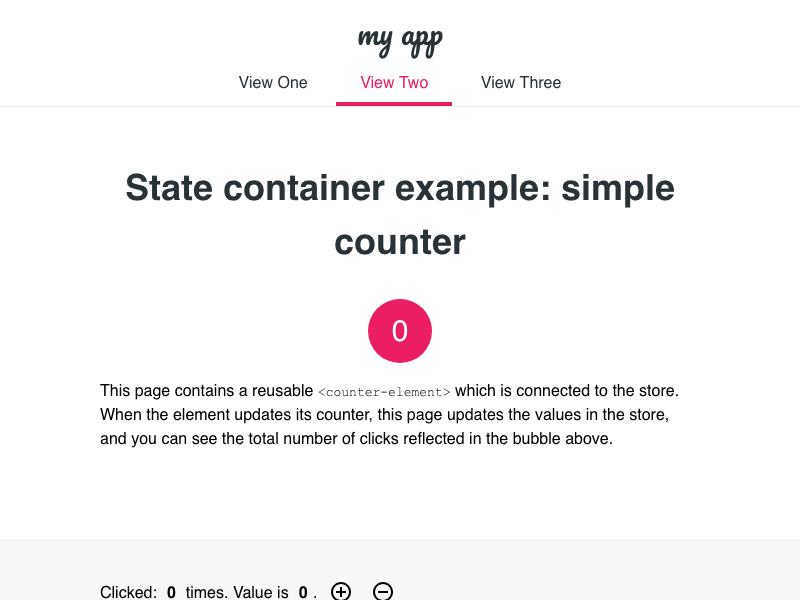 my app
View One View Two View Three
State container example: simple
counter
0
This page contains a reusable <counter-element> which is connected to the store.
When the element updates its counter, this page updates the values in the store,
and you can see the total number of clicks reflected in the bubble above.
Clicked: 0 times. Value is 0 .